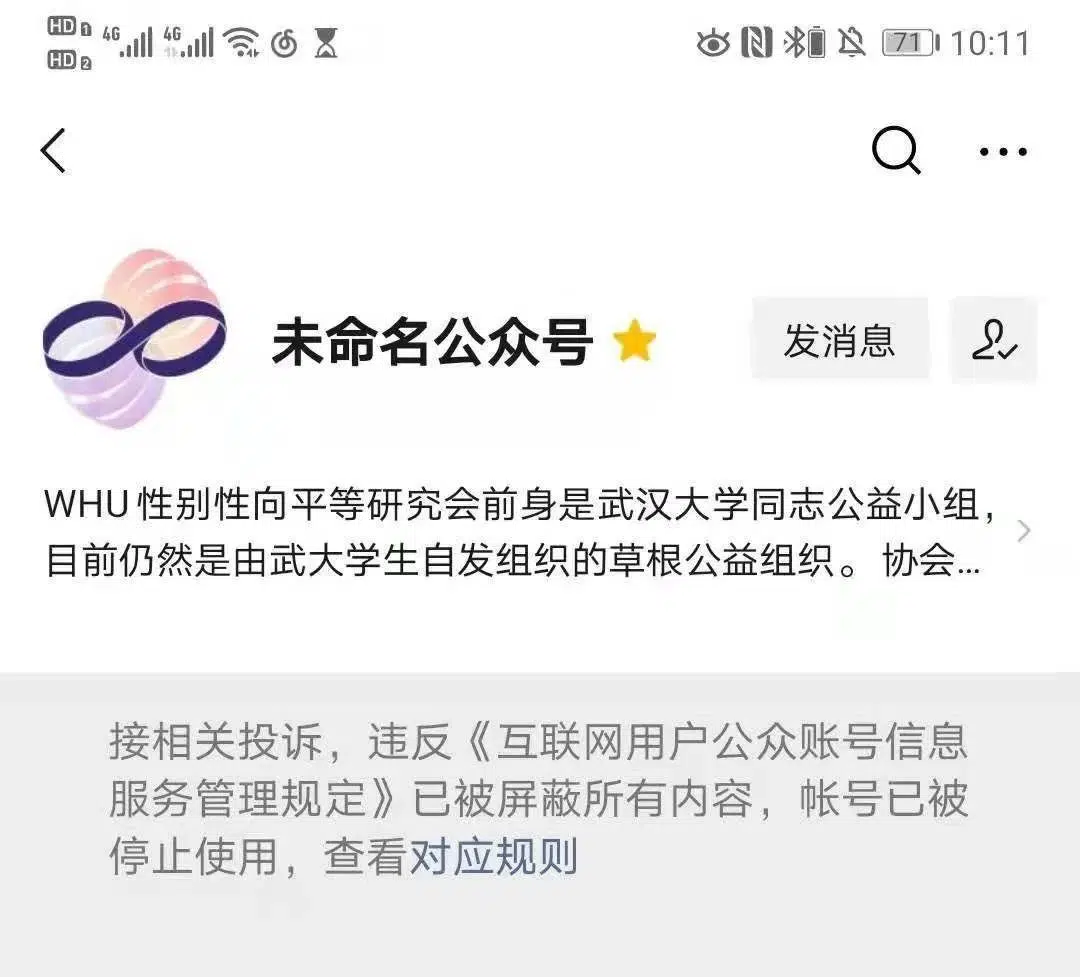 HD 1 4G 4G 71 10:11
HD 2
未命名公众号 发消息
WHU性别性向平等研究会前身是武汉大学同志公益小组，
目前仍然是由武大学生自发组织的草根公益组织。协会...
接相关投诉，违反《互联网用户公众账号信息
服务管理规定》已被屏蔽所有内容，帐号已被
停止使用，查看对应规则